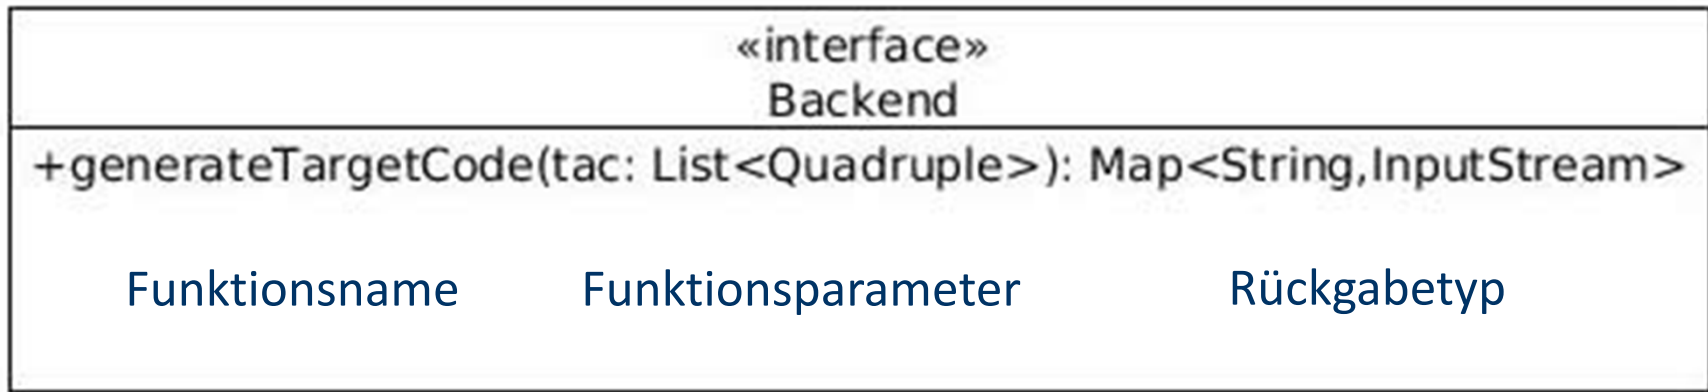 «interface»
Backend
+generateTargetCode(tac: List<Quadruple>): Map<String,InputStream>
Funktionsname Funktionsparameter Rückgabetyp